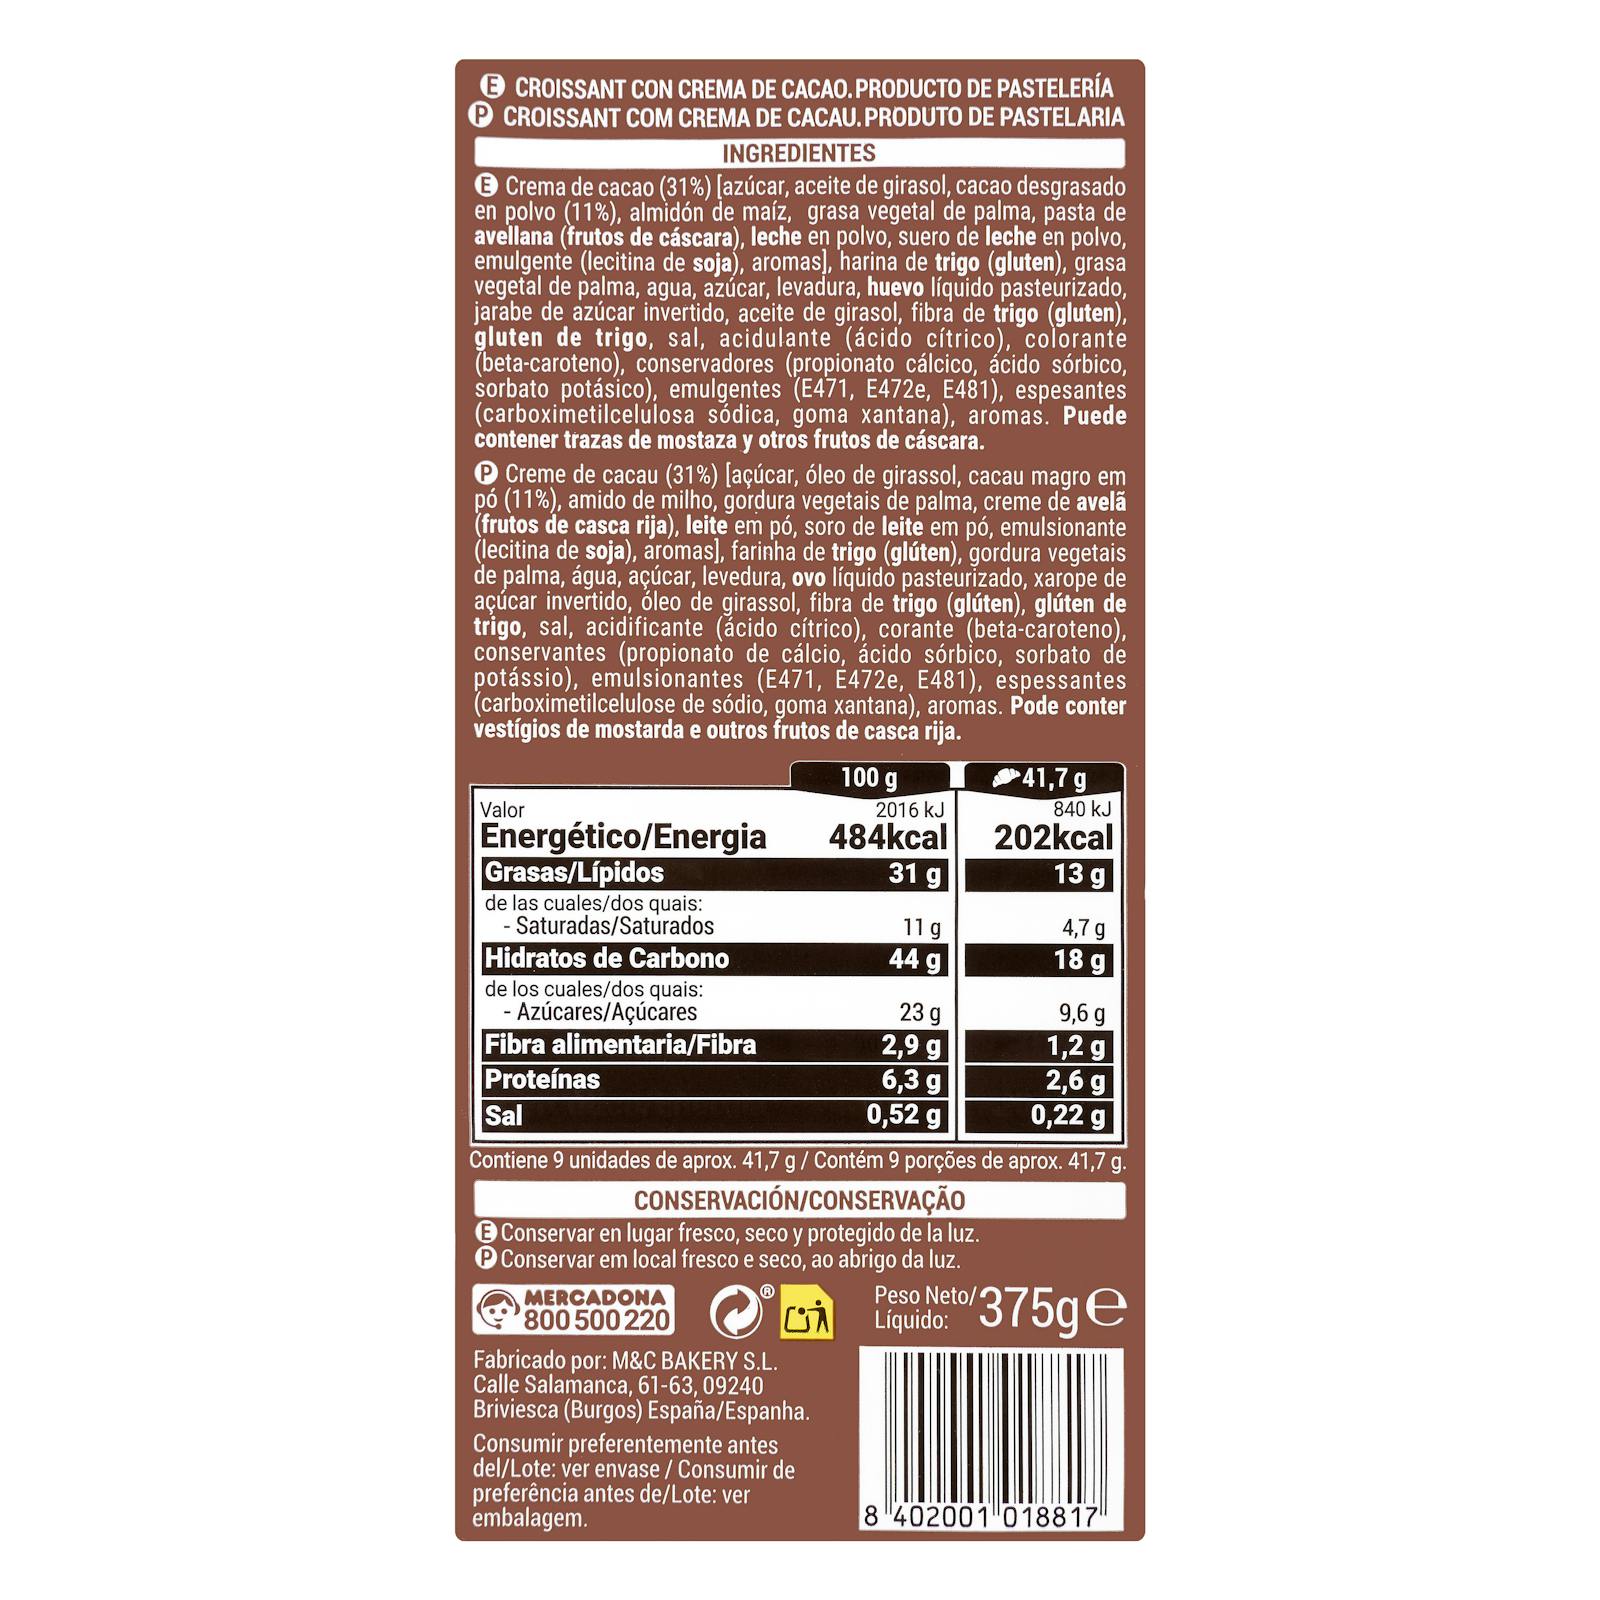 E CROISSANT CON CREMA DE CACAO. PRODUCTO DE PASTELERÍA
P CROISSANT COM CREMA DE CACAU. PRODUTO DE PASTELARIA
INGREDIENTES
E Crema de cacao (31%) [azúcar, aceite de girasol, cacao desgrasado
en polvo (11%), almidón de maíz, grasa vegetal de palma, pasta de
avellana (frutos de cáscara), leche en polvo, suero de leche en polvo,
emulgente (lecitina de soja), aromas], harina de trigo (gluten), grasa
vegetal de palma, agua, azúcar, levadura, huevo líquido pasteurizado,
jarabe de azúcar invertido, aceite de girasol, fibra de trigo (gluten),
gluten de trigo, sal, acidulante (ácido cítrico), colorante
(beta-caroteno), conservadores (propionato cálcico, ácido sórbico,
sorbato potásico), emulgentes (E471, E472e, E481), espesantes
(carboximetilcelulosa sódica, goma xantana), aromas. Puede
contener trazas de mostaza y otros frutos de cáscara.
P Creme de cacau (31%) [açúcar, óleo de girassol, cacau magro em
pó (11%), amido de milho, gordura vegetais de palma, creme de avelã
(frutos de casca rija), leite em pó, soro de leite em pó, emulsionante
(lecitina de soja), aromas], farinha de trigo (glúten), gordura vegetais
de palma, água, açúcar, levedura, ovo líquido pasteurizado, xarope de
açúcar invertido, óleo de girassol, fibra de trigo (glúten), glúten de
trigo, sal, acidificante (ácido cítrico), corante (beta-caroteno),
conservantes (propionato de cálcio, ácido sórbico, sorbato de
potássio), emulsionantes (E471, E472e, E481), espessantes
(carboximetilcelulose de sódio, goma xantana), aromas. Pode conter
vestígios de mostarda e outros frutos de casca rija.
100 g 41,7 g
Valor 2016 kJ 840 kJ
Energético/Energia 484kcal 202kcal
Grasas/Lípidos 31 g 13 g
de las cuales/dos quais:
- Saturadas/Saturados 11 g 4,7 g
Hidratos de Carbono 44 g 18 g
de los cuales/dos quais:
- Azúcares/Açúcares 23 g 9,6 g
Fibra alimentaria/Fibra 2,9 g 1,2 g
Proteínas 6,3 g 2,6 g
Sal 0,52 g 0,22 g
Contiene 9 unidades de aprox. 41,7 g / Contém 9 porções de aprox. 41,7 g.
CONSERVACIÓN/CONSERVAÇÃO
E Conservar en lugar fresco, seco y protegido de la luz.
P Conservar em local fresco e seco, ao abrigo da luz.
MERCADONA
800 500 220
®
Peso Neto/
Líquido: 375g e
Fabricado por: M&C BAKERY S.L.
Calle Salamanca, 61-63, 09240
Briviesca (Burgos) España/Espanha.
Consumir preferentemente antes
del/Lote: ver envase / Consumir de
preferência antes de/Lote: ver
embalagem.
8 402001 018817